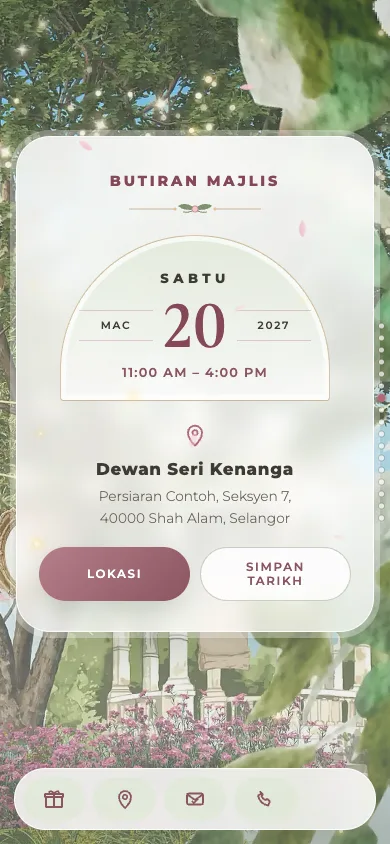 BUTIRAN MAJLIS
SABTU
MAC 20 2027
11:00 AM – 4:00 PM
Dewan Seri Kenanga
Persiaran Contoh, Seksyen 7,
40000 Shah Alam, Selangor
LOKASI
SIMPAN
TARIKH